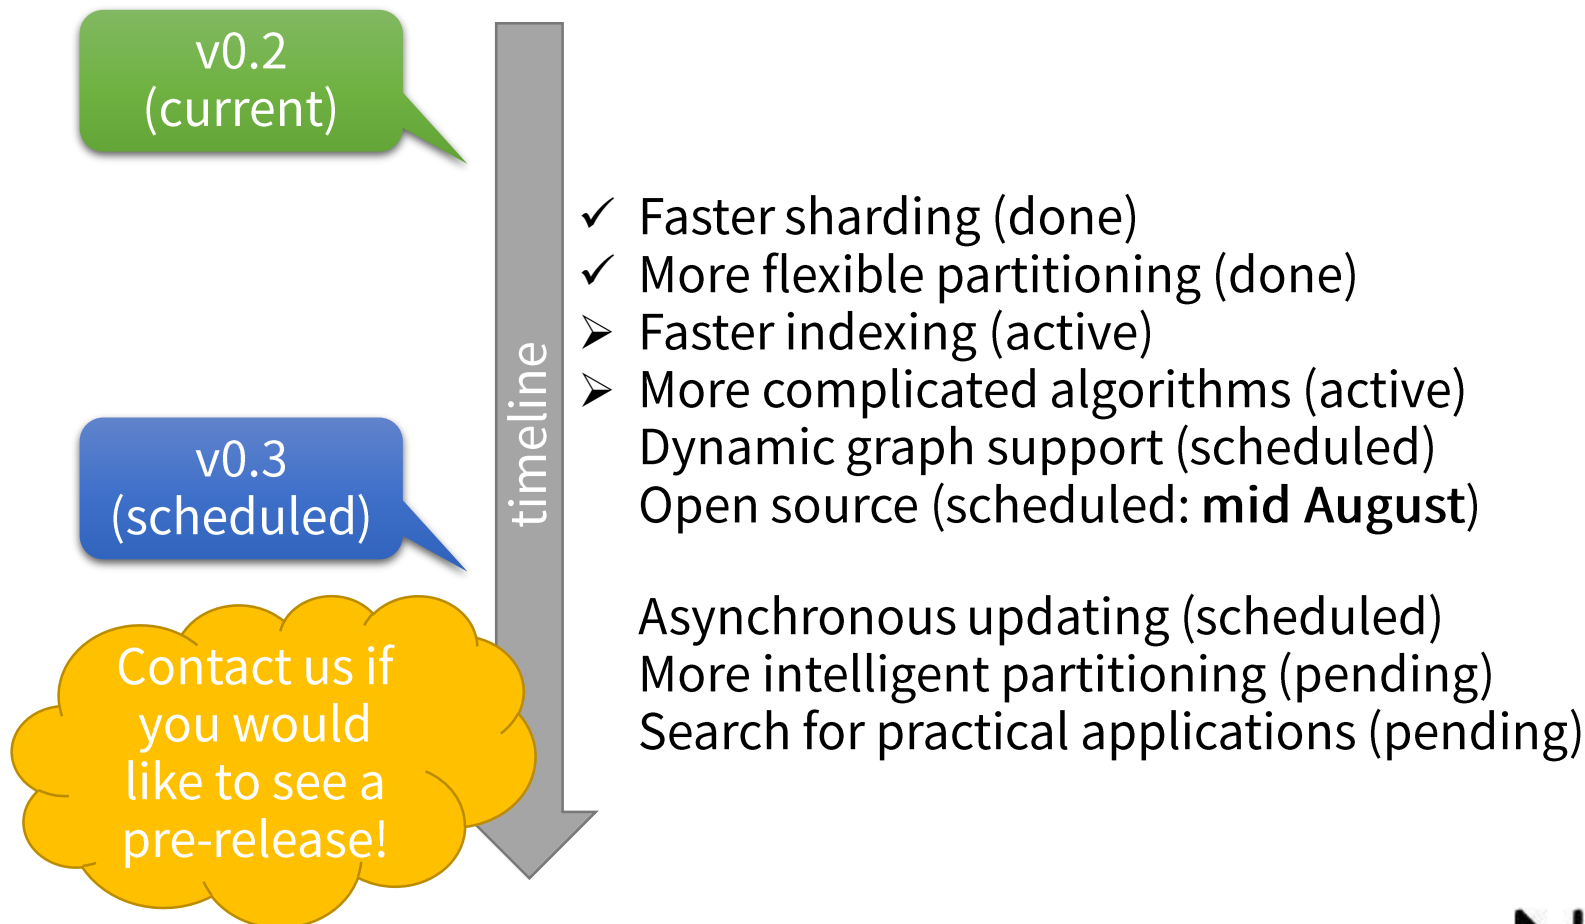 v0.2
(current)
✓ Faster sharding (done)
✓ More flexible partitioning (done)
➢ Faster indexing (active)
➢ More complicated algorithms (active)
Dynamic graph support (scheduled)
Open source (scheduled: mid August)
timeline
v0.3
(scheduled)
Asynchronous updating (scheduled)
More intelligent partitioning (pending)
Search for practical applications (pending)
Contact us if
you would
like to see a
pre-release!